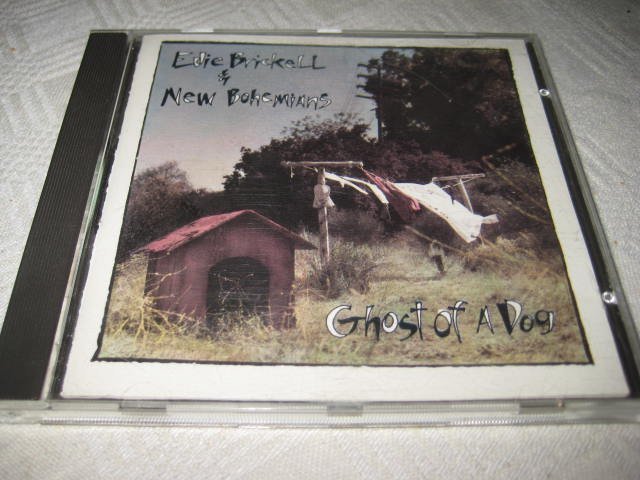 Edie Brickell
&
New Bohemians
Ghost of A Dog